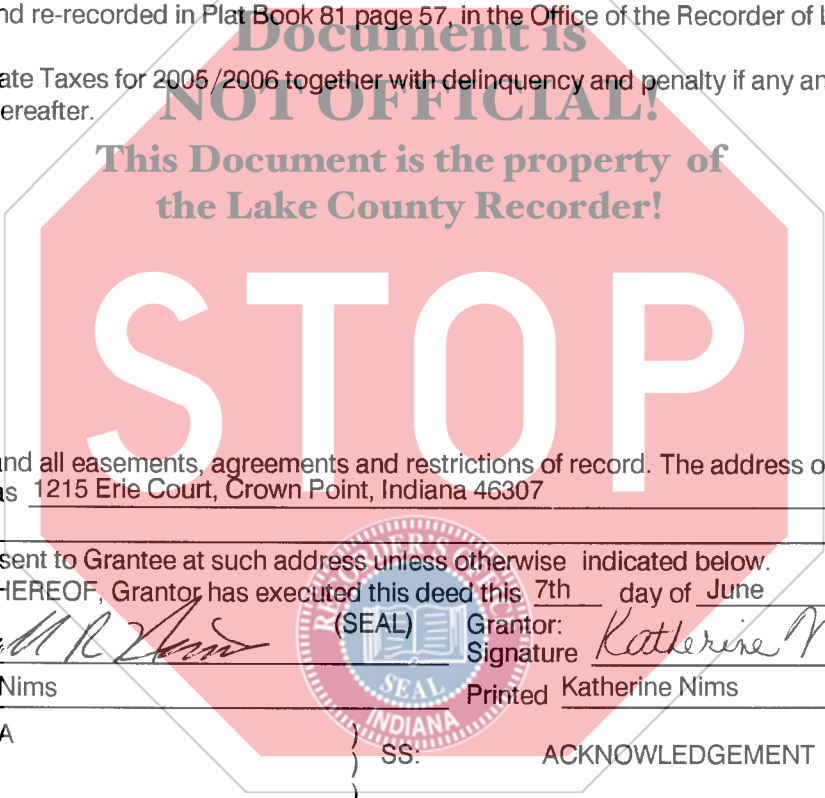 nd re-recorded in Plat Book 81 page 57, in the Office of the Recorder of
Document is
ate Taxes for 2005/2006 together with delinquency and penalty if any an
NOT OFFICIAL!
ereafter.
This Document is the property of
the Lake County Recorder!
STOP
and all easements, agreements and restrictions of record. The address o
as 1215 Erie Court, Crown Point, Indiana 46307
sent to Grantee at such address unless otherwise indicated below.
HEREOF, Grantor has executed this deed this 7th day of June
(SEAL) Grantor:
Signature Katherine N
Nims Printed Katherine Nims
A
) SS: ACKNOWLEDGEMENT
)
)
RECORDER'S OFFICE
SEAL
INDIANA